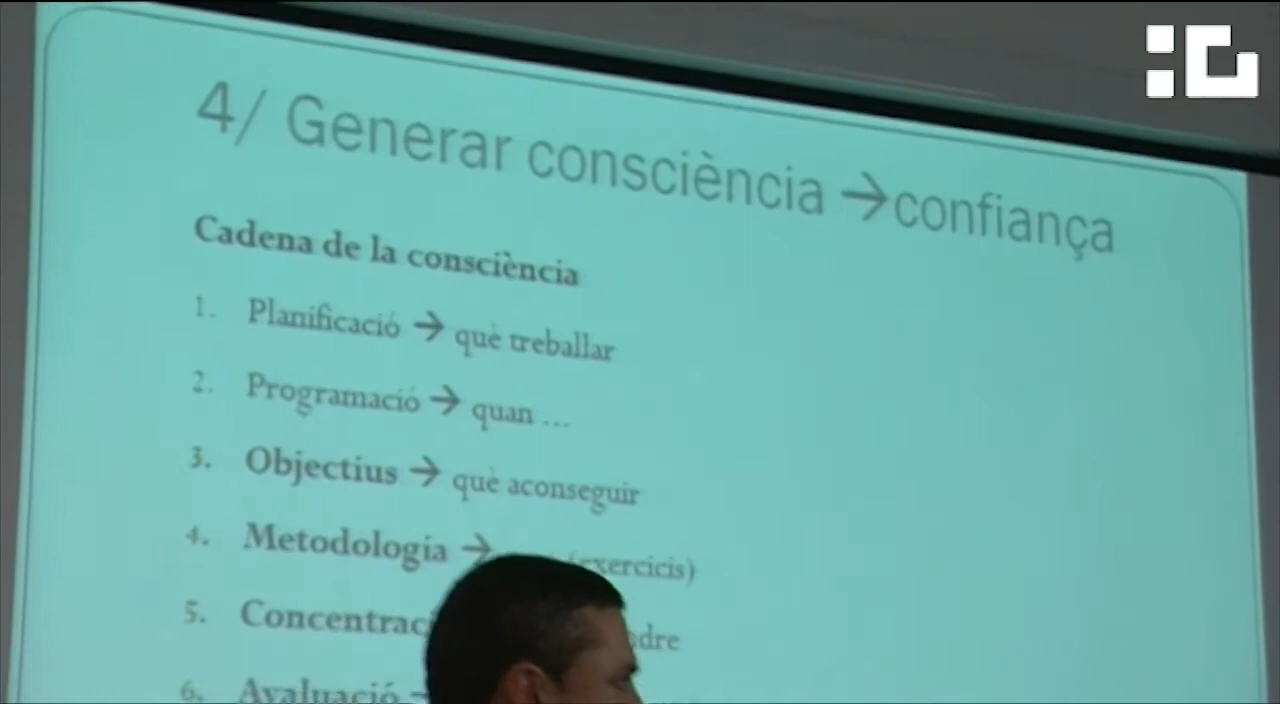 4/ Generar consciència →confiança
Cadena de la consciència
1. Planificació → què treballar
2. Programació → quan ...
3. Objectius → què aconseguir
4. Metodologia → (exercicis)
5.
6. Avaluació